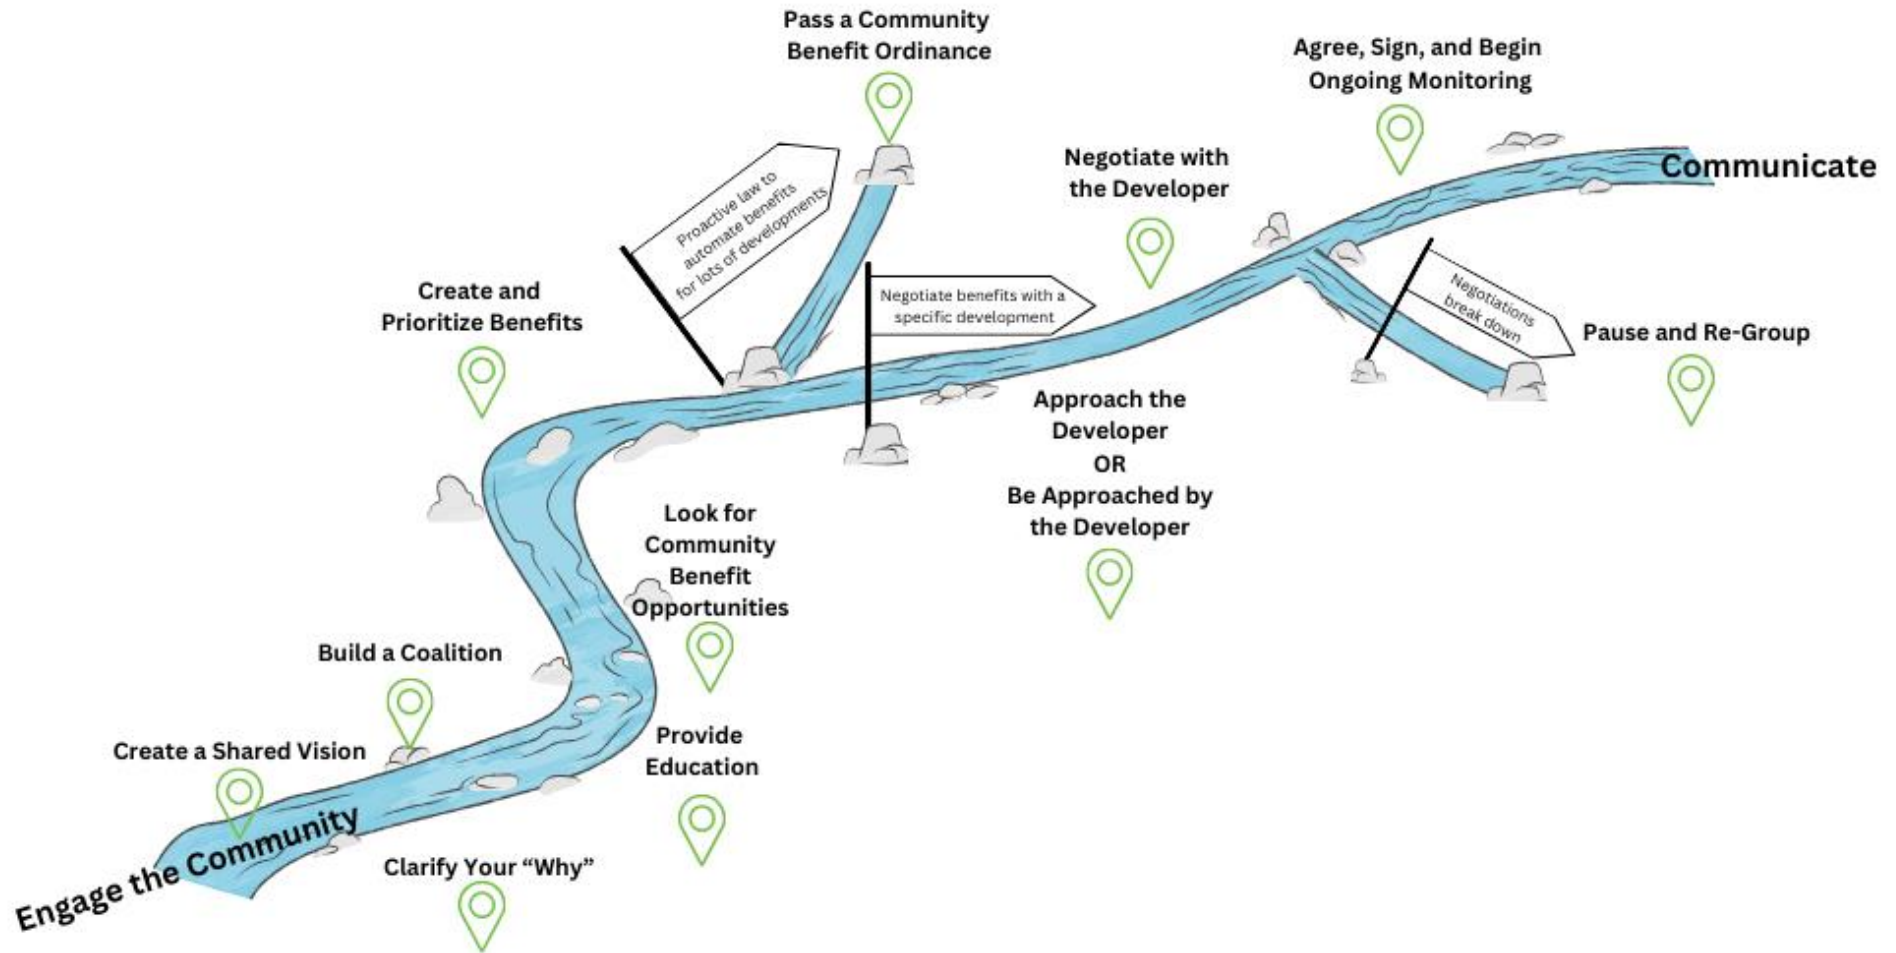 Pass a Community
Benefit Ordinance
Agree, Sign, and Begin
Ongoing Monitoring
Proactive law to
automate benefits
for lots of developments
Negotiate with
the Developer
Communicate
Create and
Prioritize Benefits
Negotiate benefits with a
specific development
Negotiations
break down
Pause and Re-Group
Approach the
Developer
OR
Be Approached by
the Developer
Look for
Community
Benefit
Opportunities
Build a Coalition
Provide
Education
Create a Shared Vision
Engage the Community
Clarify Your “Why”